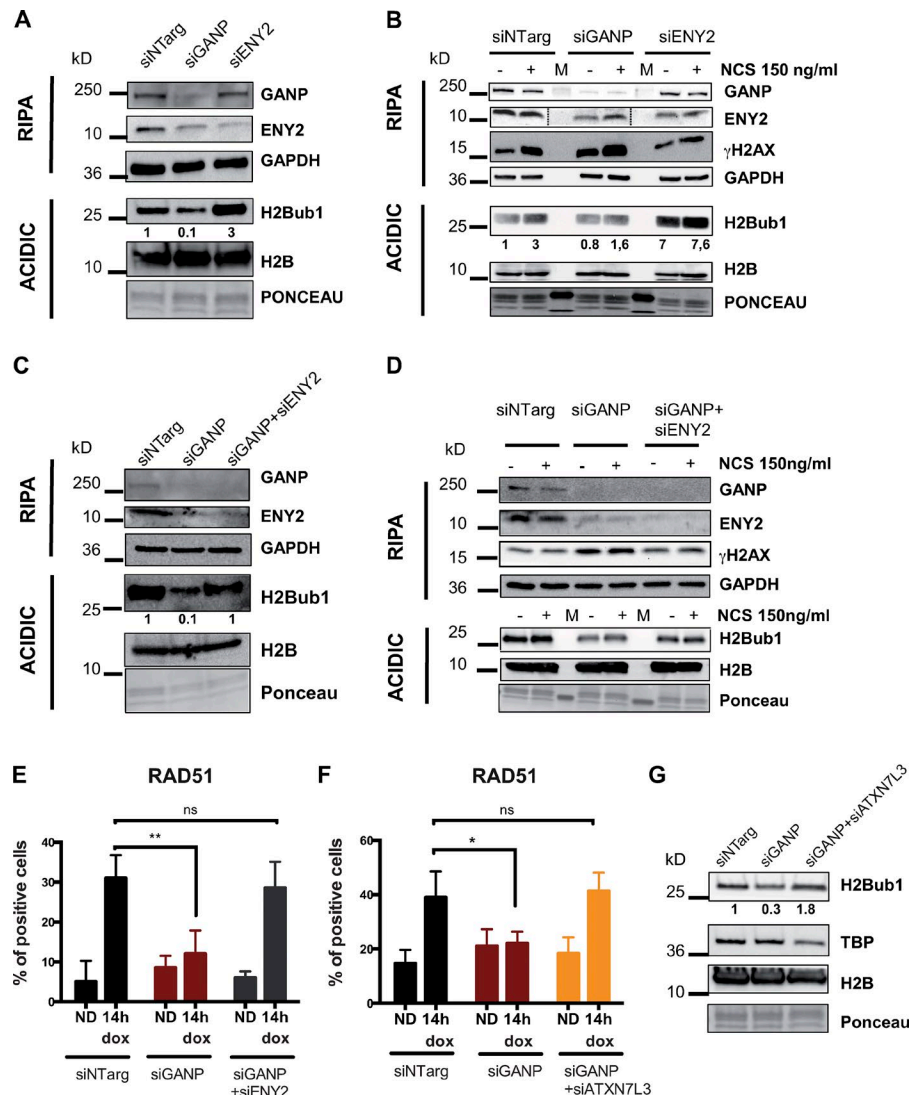 A
siNTarg siGANP siENY2
kD
RIPA
250 GANP
10 ENY2
36 GAPDH
ACIDIC
25 H2Bub1
1 0.1 3
10 H2B
PONCEAU
B
siNTarg siGANP siENY2
kD - + M - + M - + NCS 150 ng/ml
RIPA
250 GANP
10 ENY2
15 γH2AX
36 GAPDH
ACIDIC
25 H2Bub1
1 3 0.8 1,6 7 7,6
10 H2B
PONCEAU
C
siNTarg siGANP siGANP+siENY2
kD
RIPA
250 GANP
10 ENY2
36 GAPDH
ACIDIC
25 H2Bub1
1 0.1 1
10 H2B
Ponceau
D
siNTarg siGANP siGANP+
siENY2
kD
- + - + - + NCS 150ng/ml
RIPA
250 GANP
10 ENY2
15 γH2AX
36 GAPDH
- + M - + M - + NCS 150ng/ml
ACIDIC
25 H2Bub1
10 H2B
Ponceau
E
RAD51
ns
**
% of positive cells
40
30
20
10
0
ND 14h ND 14h ND 14h
dox dox dox
siNTarg siGANP siGANP
+siENY2
F
RAD51
ns
*
% of positive cells
60
40
20
0
ND 14h ND 14h ND 14h
dox dox dox
siNTarg siGANP siGANP
+siATXN7L3
G
siNTarg siGANP siGANP+siATXN7L3
kD
25 H2Bub1
1 0.3 1.8
36 TBP
10 H2B
Ponceau